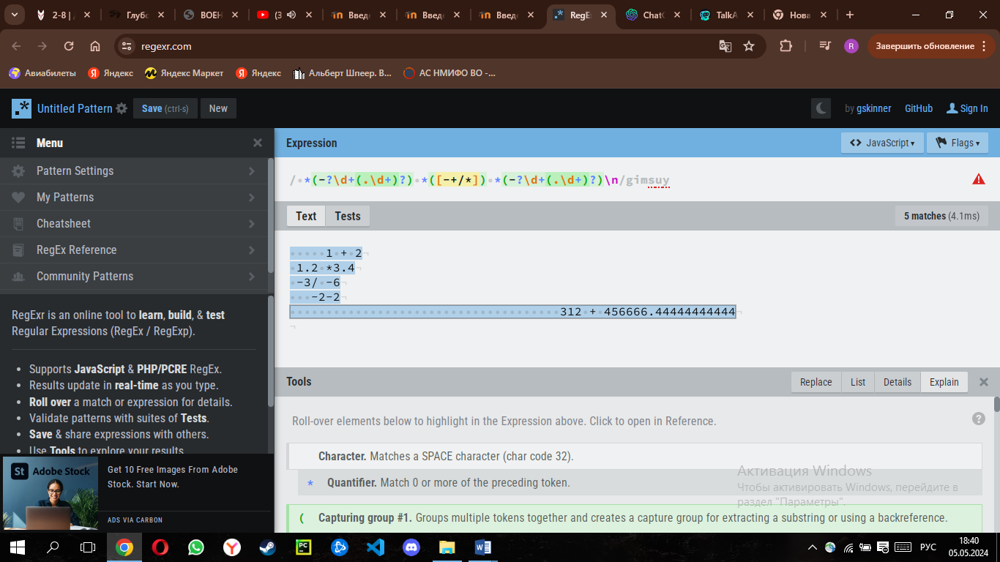 2-8 | Глубо ВОЕН (3 Введе Введе Введе RegEx ChatG TalkA Нова
regexr.com
R Завершить обновление
Авиабилеты Яндекс Яндекс Маркет Яндекс Альберт Шпеер. В... АС НМИФО ВО -...
.* Untitled Pattern Save (ctrl-s) New by gskinner GitHub Sign In
Menu
Pattern Settings
My Patterns
Cheatsheet
RegEx Reference
Community Patterns
RegExr is an online tool to learn, build, & test
Regular Expressions (RegEx / RegExp).
• Supports JavaScript & PHP/PCRE RegEx.
• Results update in real-time as you type.
• Roll over a match or expression for details.
• Validate patterns with suites of Tests.
• Save & share expressions with others.
• Use Tools to explore your results.
St Adobe Stock
Get 10 Free Images From Adobe
Stock. Start Now.
ADS VIA CARBON
Expression <> JavaScript Flags
/ *(-?\d+(.\d+)?) *([-+/*]) *(-?\d+(.\d+)?)\n/gimsuy
Text Tests 5 matches (4.1ms)
1 + 2
1.2 *3.4
-3/ -6
-2-2
312 + 456666.44444444444
Tools Replace List Details Explain
Roll-over elements below to highlight in the Expression above. Click to open in Reference.
?
Character. Matches a SPACE character (char code 32).
* Quantifier. Match 0 or more of the preceding token.
( Capturing group #1. Groups multiple tokens together and creates a capture group for extracting a substring or using a backreference.
Активация Windows
Чтобы активировать Windows, перейдите в
раздел "Параметры".
PC W РУС 18:40
05.05.2024